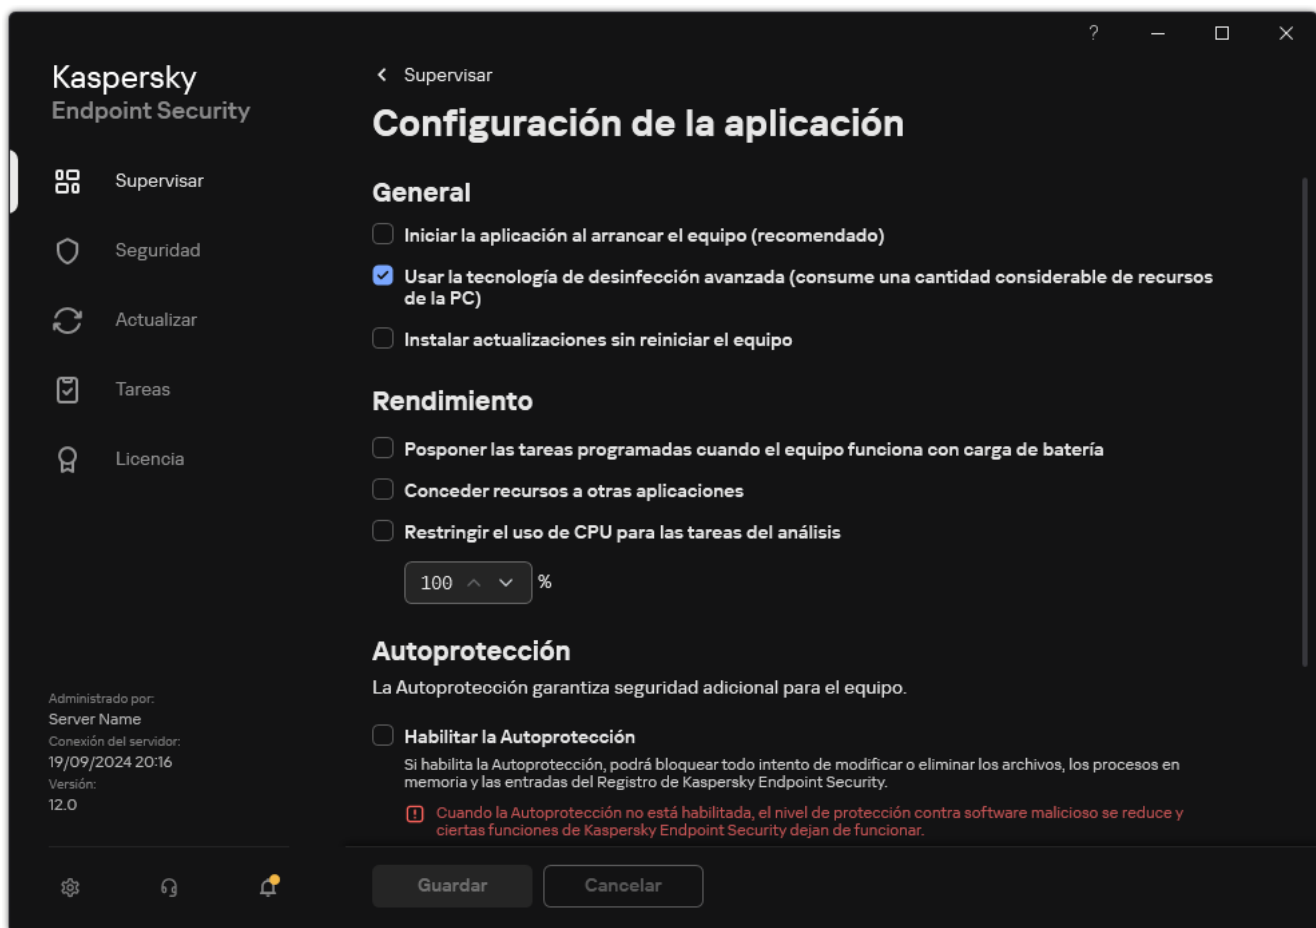 ?
Kaspersky
Endpoint Security
Supervisar
Seguridad
Actualizar
Tareas
Licencia
Administrado por:
Server Name
Conexión del servidor:
19/09/2024 20:16
Versión:
12.0
Supervisar
Configuración de la aplicación
General
Iniciar la aplicación al arrancar el equipo (recomendado)
Usar la tecnología de desinfección avanzada (consume una cantidad considerable de recursos
de la PC)
Instalar actualizaciones sin reiniciar el equipo
Rendimiento
Posponer las tareas programadas cuando el equipo funciona con carga de batería
Conceder recursos a otras aplicaciones
Restringir el uso de CPU para las tareas del análisis
100 %
Autoprotección
La Autoprotección garantiza seguridad adicional para el equipo.
Habilitar la Autoprotección
Si habilita la Autoprotección, podrá bloquear todo intento de modificar o eliminar los archivos, los procesos en
memoria y las entradas del Registro de Kaspersky Endpoint Security.
Cuando la Autoprotección no está habilitada, el nivel de protección contra software malicioso se reduce y
ciertas funciones de Kaspersky Endpoint Security dejan de funcionar.
Guardar
Cancelar